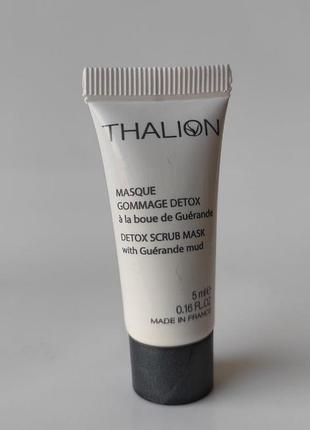 THALION
MASQUE
GOMMAGE DETOX
à la boue de Guérande
DETOX SCRUB MASK
with Guérande mud
5 ml e
0.16 FL.OZ
MADE IN FRANCE